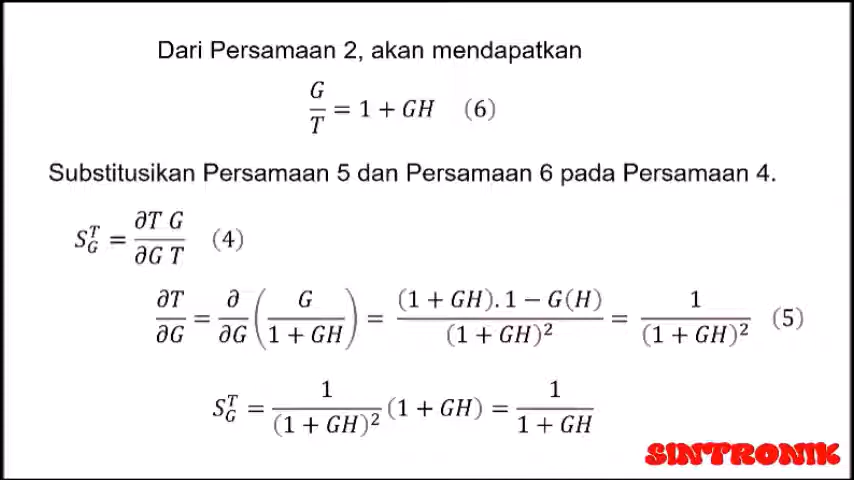 Dari Persamaan 2, akan mendapatkan
G/T = 1 + GH (6)
Substitusikan Persamaan 5 dan Persamaan 6 pada Persamaan 4.
S_G^T = ∂T G / ∂G T (4)
∂T/∂G = ∂/∂G (G / 1 + GH) = (1 + GH). 1 − G(H) / (1 + GH)² = 1 / (1 + GH)² (5)
S_G^T = 1 / (1 + GH)² (1 + GH) = 1 / 1 + GH
SINTRONIK